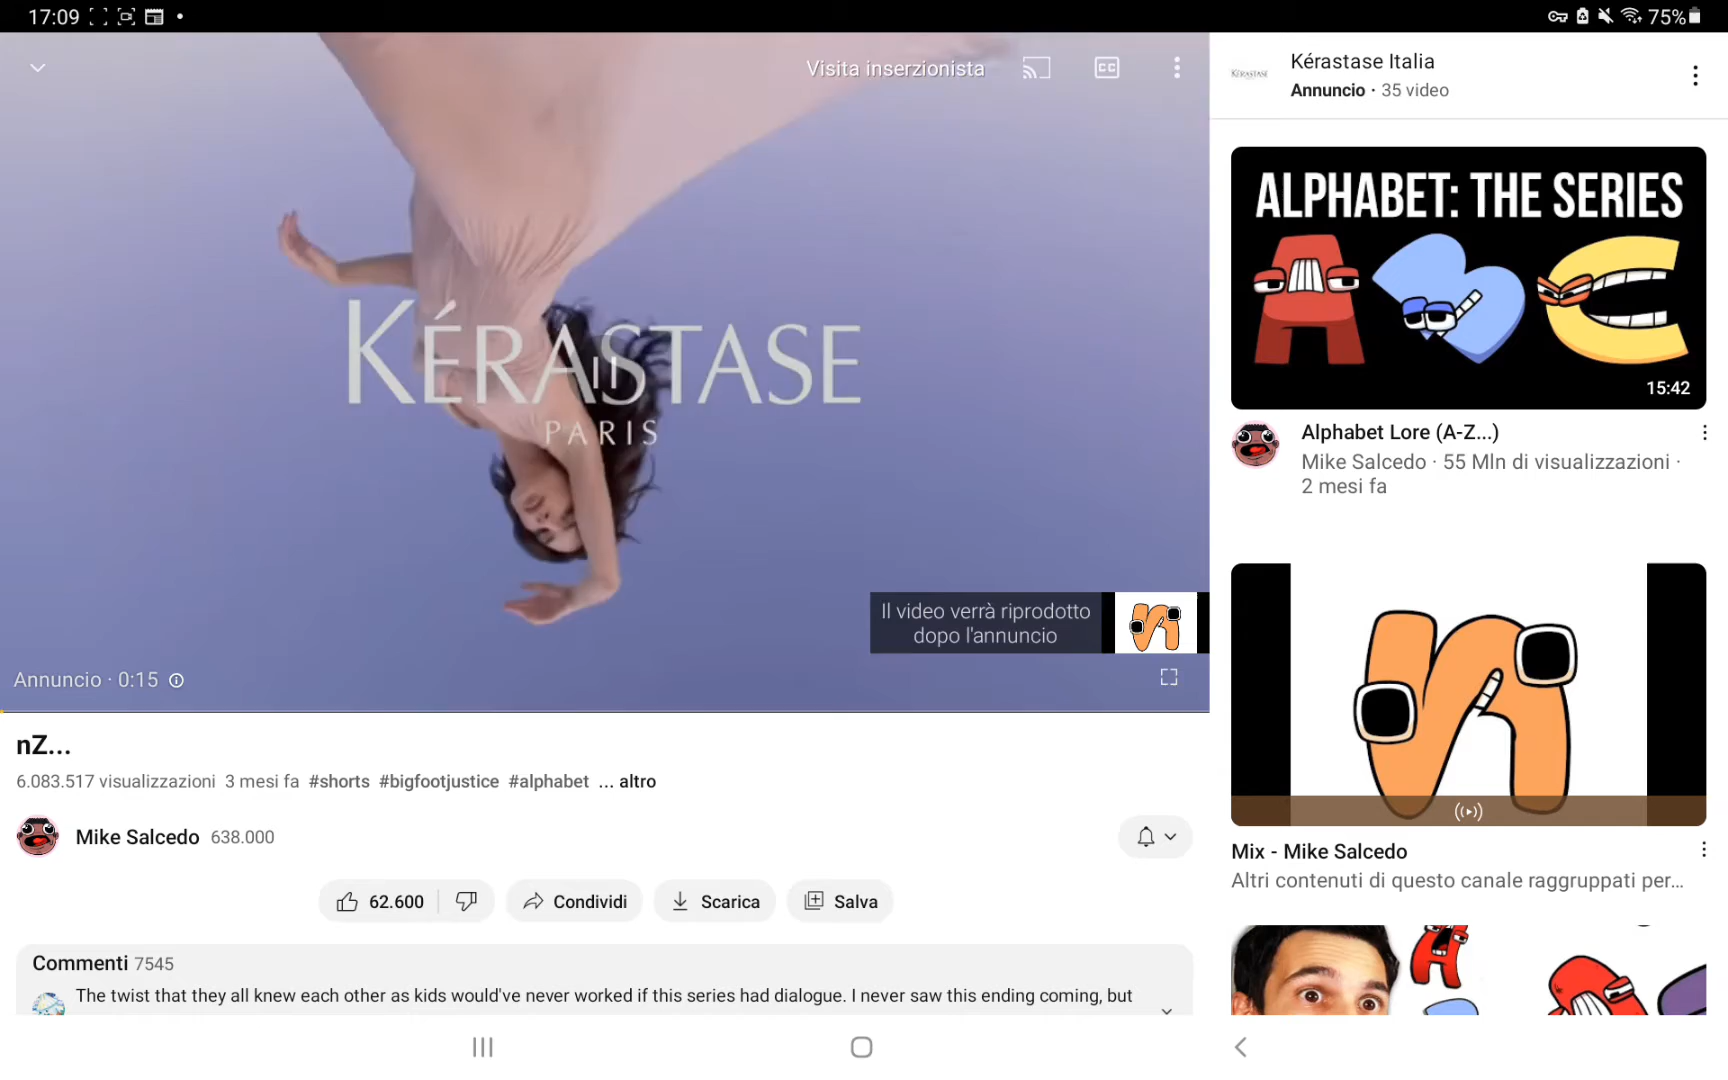 17:09
75%
Visita inserzionista
CC
KÉRASTASE
PARIS
Il video verrà riprodotto
dopo l'annuncio
Annuncio · 0:15
nZ...
6.083.517 visualizzazioni 3 mesi fa #shorts #bigfootjustice #alphabet ... altro
Mike Salcedo 638.000
62.600
Condividi
Scarica
Salva
Commenti 7545
The twist that they all knew each other as kids would've never worked if this series had dialogue. I never saw this ending coming, but
KÉRASTASE
Kérastase Italia
Annuncio · 35 video
ALPHABET: THE SERIES
15:42
Alphabet Lore (A-Z...)
Mike Salcedo · 55 Mln di visualizzazioni ·
2 mesi fa
Mix - Mike Salcedo
Altri contenuti di questo canale raggruppati per...